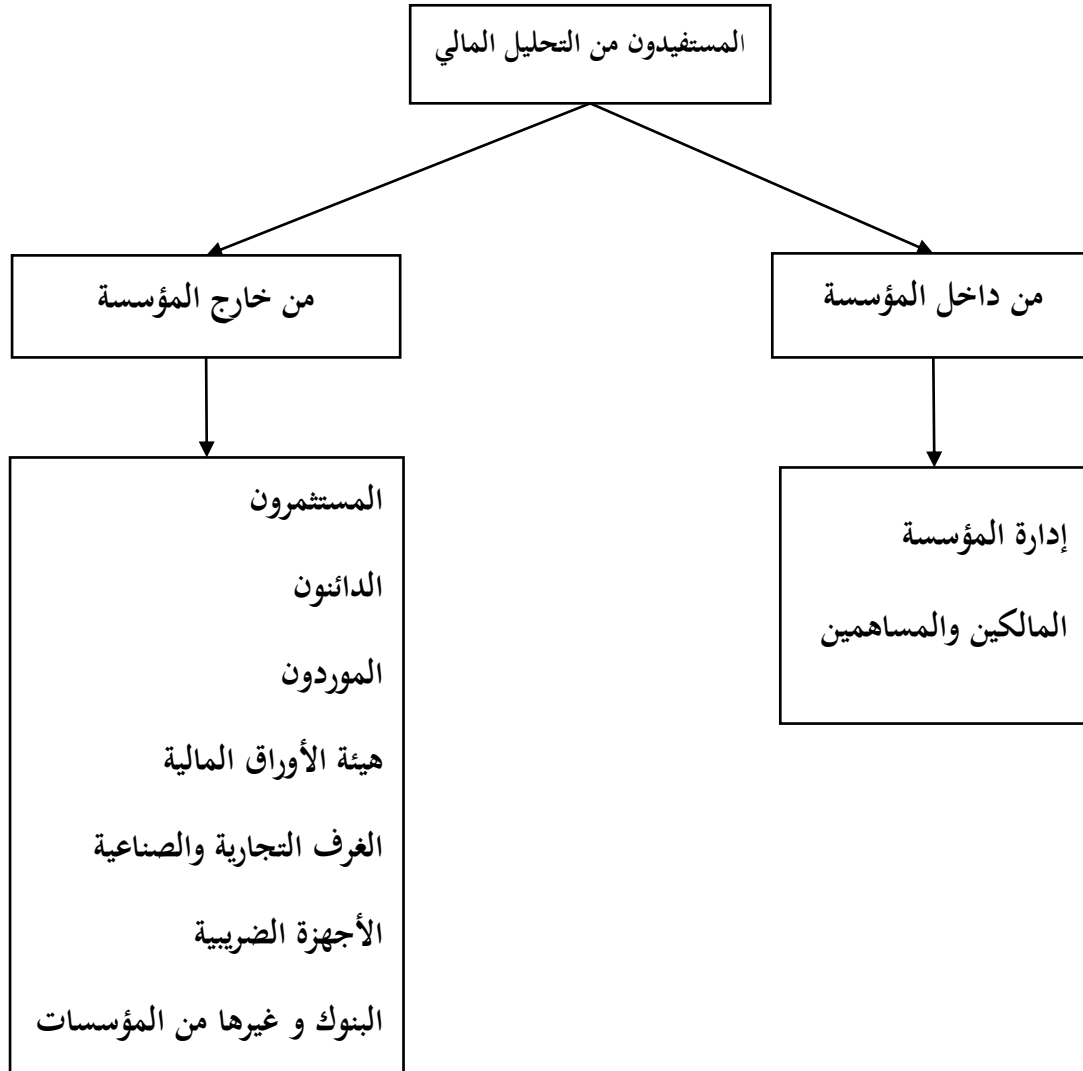 المستفيدون من التحليل المالي
من داخل المؤسسة
من خارج المؤسسة
إدارة المؤسسة
المالكين والمساهمين
المستثمرون
الدائنون
الموردون
هيئة الأوراق المالية
الغرف التجارية والصناعية
الأجهزة الضريبية
البنوك و غيرها من المؤسسات